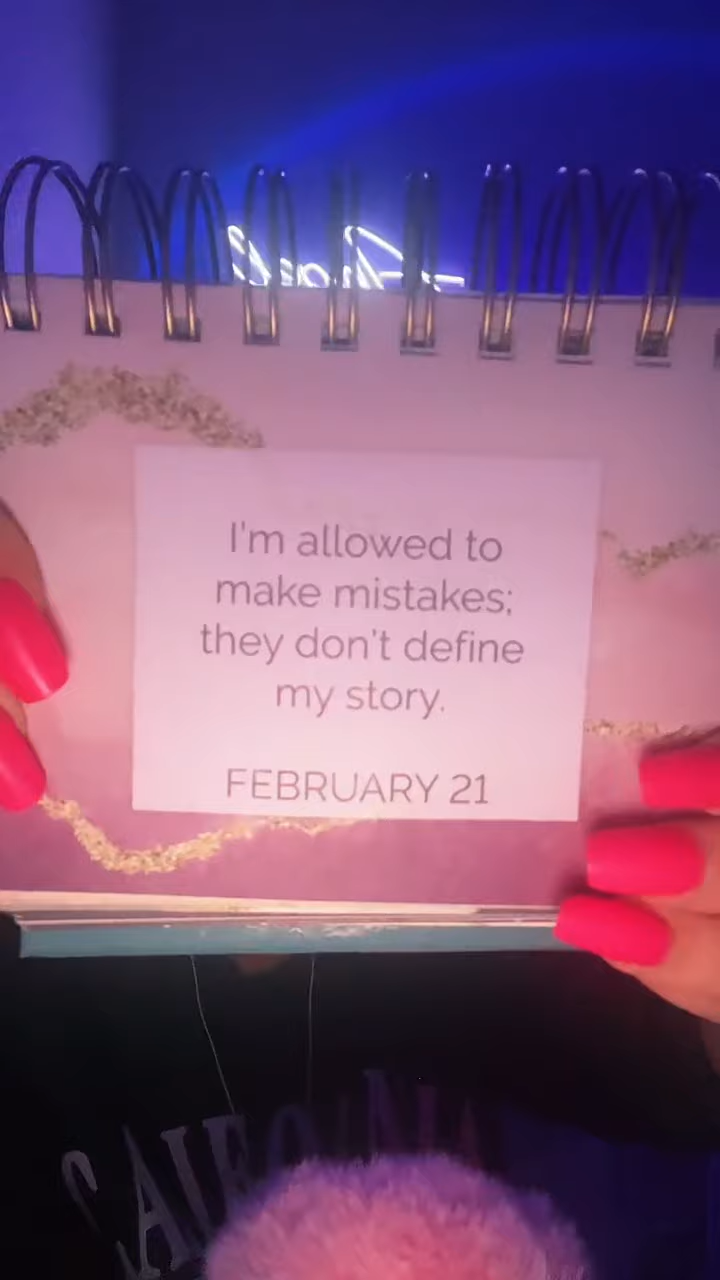 I'm allowed to
make mistakes;
they don't define
my story.
FEBRUARY 21